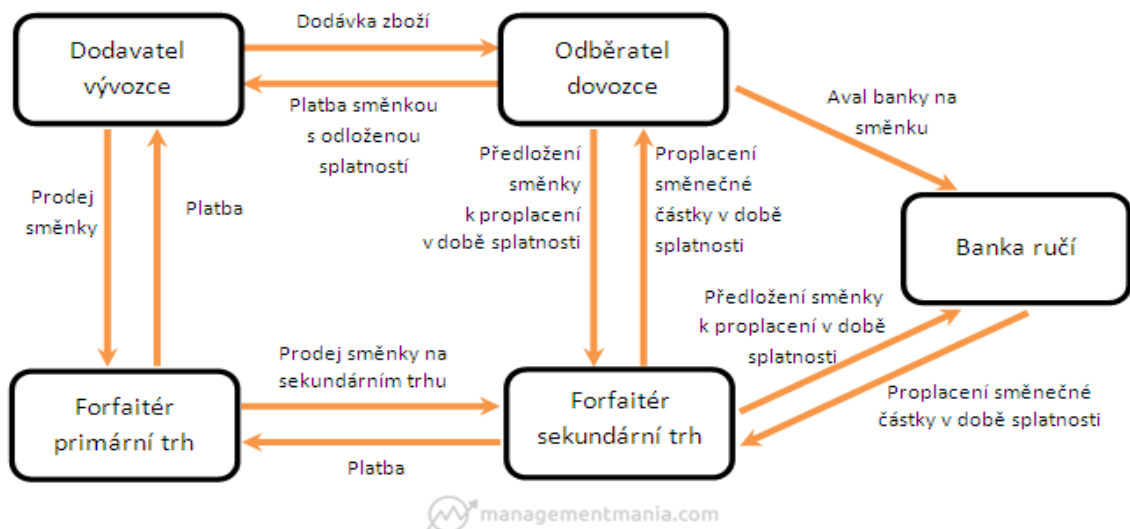 Dodávka zboží
Dodavatel
vývozce
Odběratel
dovozce
Platba směnkou
s odloženou
splatností
Aval banky na
směnku
Prodej
směnky
Platba
Předložení
směnky
k proplacení
v době splatnosti
Proplacení
směnečné
částky v době
splatnosti
Banka ručí
Předložení směnky
k proplacení v době
splatnosti
Prodej směnky na
sekundárním trhu
Forfaitér
primární trh
Forfaitér
sekundární trh
Proplacení směnečné
částky v době splatnosti
Platba
managementmania.com